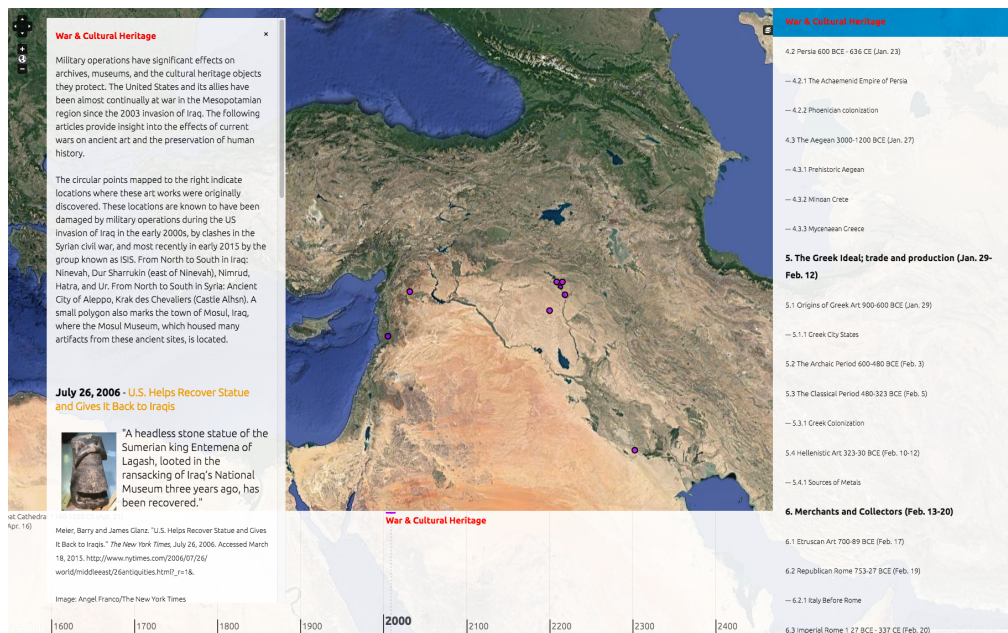 War & Cultural Heritage
×
Military operations have significant effects on
archives, museums, and the cultural heritage objects
they protect. The United States and its allies have
been almost continually at war in the Mesopotamian
region since the 2003 invasion of Iraq. The following
articles provide insight into the effects of current
wars on ancient art and the preservation of human
history.
The circular points mapped to the right indicate
locations where these art works were originally
discovered. These locations are known to have been
damaged by military operations during the US
invasion of Iraq in the early 2000s, by clashes in the
Syrian civil war, and most recently in early 2015 by the
group known as ISIS. From North to South in Iraq:
Ninevah, Dur Sharrukin (east of Ninevah), Nimrud,
Hatra, and Ur. From North to South in Syria: Ancient
City of Aleppo, Krak des Chevaliers (Castle Alhsn). A
small polygon also marks the town of Mosul, Iraq,
where the Mosul Museum, which housed many
artifacts from these ancient sites, is located.
July 26, 2006 - U.S. Helps Recover Statue
and Gives It Back to Iraqis
"A headless stone statue of the
Sumerian king Entemena of
Lagash, looted in the
ransacking of Iraq's National
Museum three years ago, has
been recovered."
Meier, Barry and James Glanz. "U.S. Helps Recover Statue and Gives
It Back to Iraqis." The New York Times, July 26, 2006. Accessed March
18, 2015. http://www.nytimes.com/2006/07/26/
world/middleeast/26antiquities.html?_r=1&.
Image: Angel Franco/The New York Times
eat Cathedra
Apr. 16)
War & Cultural Heritage
1600
1700
1800
1900
2000
2100
2200
2300
2400
War & Cultural Heritage
4.2 Persia 600 BCE - 636 CE (Jan. 23)
— 4.2.1 The Achaemenid Empire of Persia
— 4.2.2 Phoenician colonization
4.3 The Aegean 3000-1200 BCE (Jan. 27)
— 4.3.1 Prehistoric Aegean
— 4.3.2 Minoan Crete
— 4.3.3 Mycenaean Greece
5. The Greek Ideal; trade and production (Jan. 29-
Feb. 12)
5.1 Origins of Greek Art 900-600 BCE (Jan. 29)
— 5.1.1 Greek City States
5.2 The Archaic Period 600-480 BCE (Feb. 3)
5.3 The Classical Period 480-323 BCE (Feb. 5)
— 5.3.1 Greek Colonization
5.4 Hellenistic Art 323-30 BCE (Feb. 10-12)
— 5.4.1 Sources of Metals
6. Merchants and Collectors (Feb. 13-20)
6.1 Etruscan Art 700-89 BCE (Feb. 17)
6.2 Republican Rome 753-27 BCE (Feb. 19)
— 6.2.1 Italy Before Rome
6.3 Imperial Rome 1 27 BCE - 337 CE (Feb. 20)